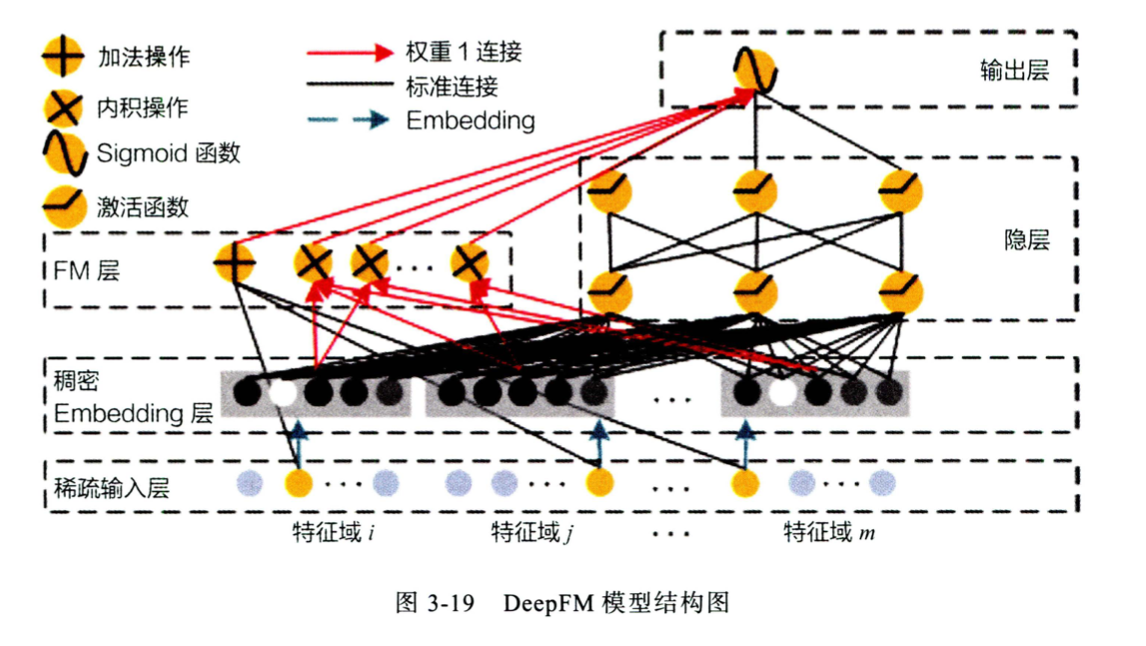 加法操作
内积操作
Sigmoid 函数
激活函数
权重 1 连接
标准连接
Embedding
输出层
隐层
FM 层
...
稠密
Embedding 层
...
稀疏输入层
... ... ... ...
特征域 i 特征域 j ... 特征域 m
图 3-19 DeepFM 模型结构图